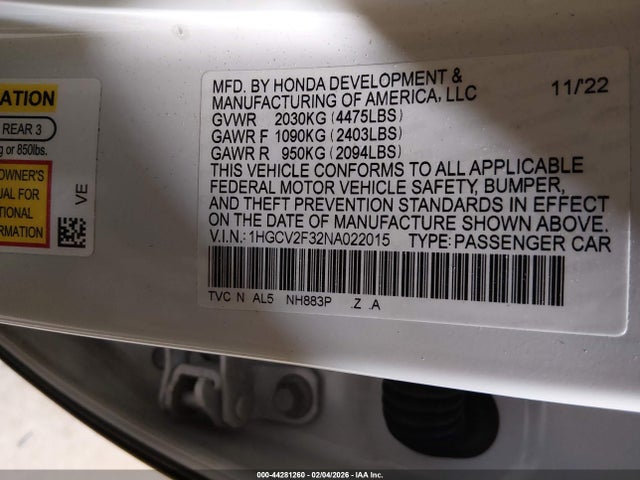 ATION
REAR 3
g or 850lbs.
OWNER'S
UAL FOR
TIONAL
MATION
VE
MFD. BY HONDA DEVELOPMENT & 11/'22
MANUFACTURING OF AMERICA, LLC
GVWR 2030KG (4475LBS)
GAWR F 1090KG (2403LBS)
GAWR R 950KG (2094LBS)
THIS VEHICLE CONFORMS TO ALL APPLICABLE
FEDERAL MOTOR VEHICLE SAFETY, BUMPER,
AND THEFT PREVENTION STANDARDS IN EFFECT
ON THE DATE OF MANUFACTURE SHOWN ABOVE.
V.I.N.: 1HGCV2F32NA022015 TYPE: PASSENGER CAR
TVC N AL5 NH883P .Z .A
000-44281260 - 02/04/2026 - IAA Inc.